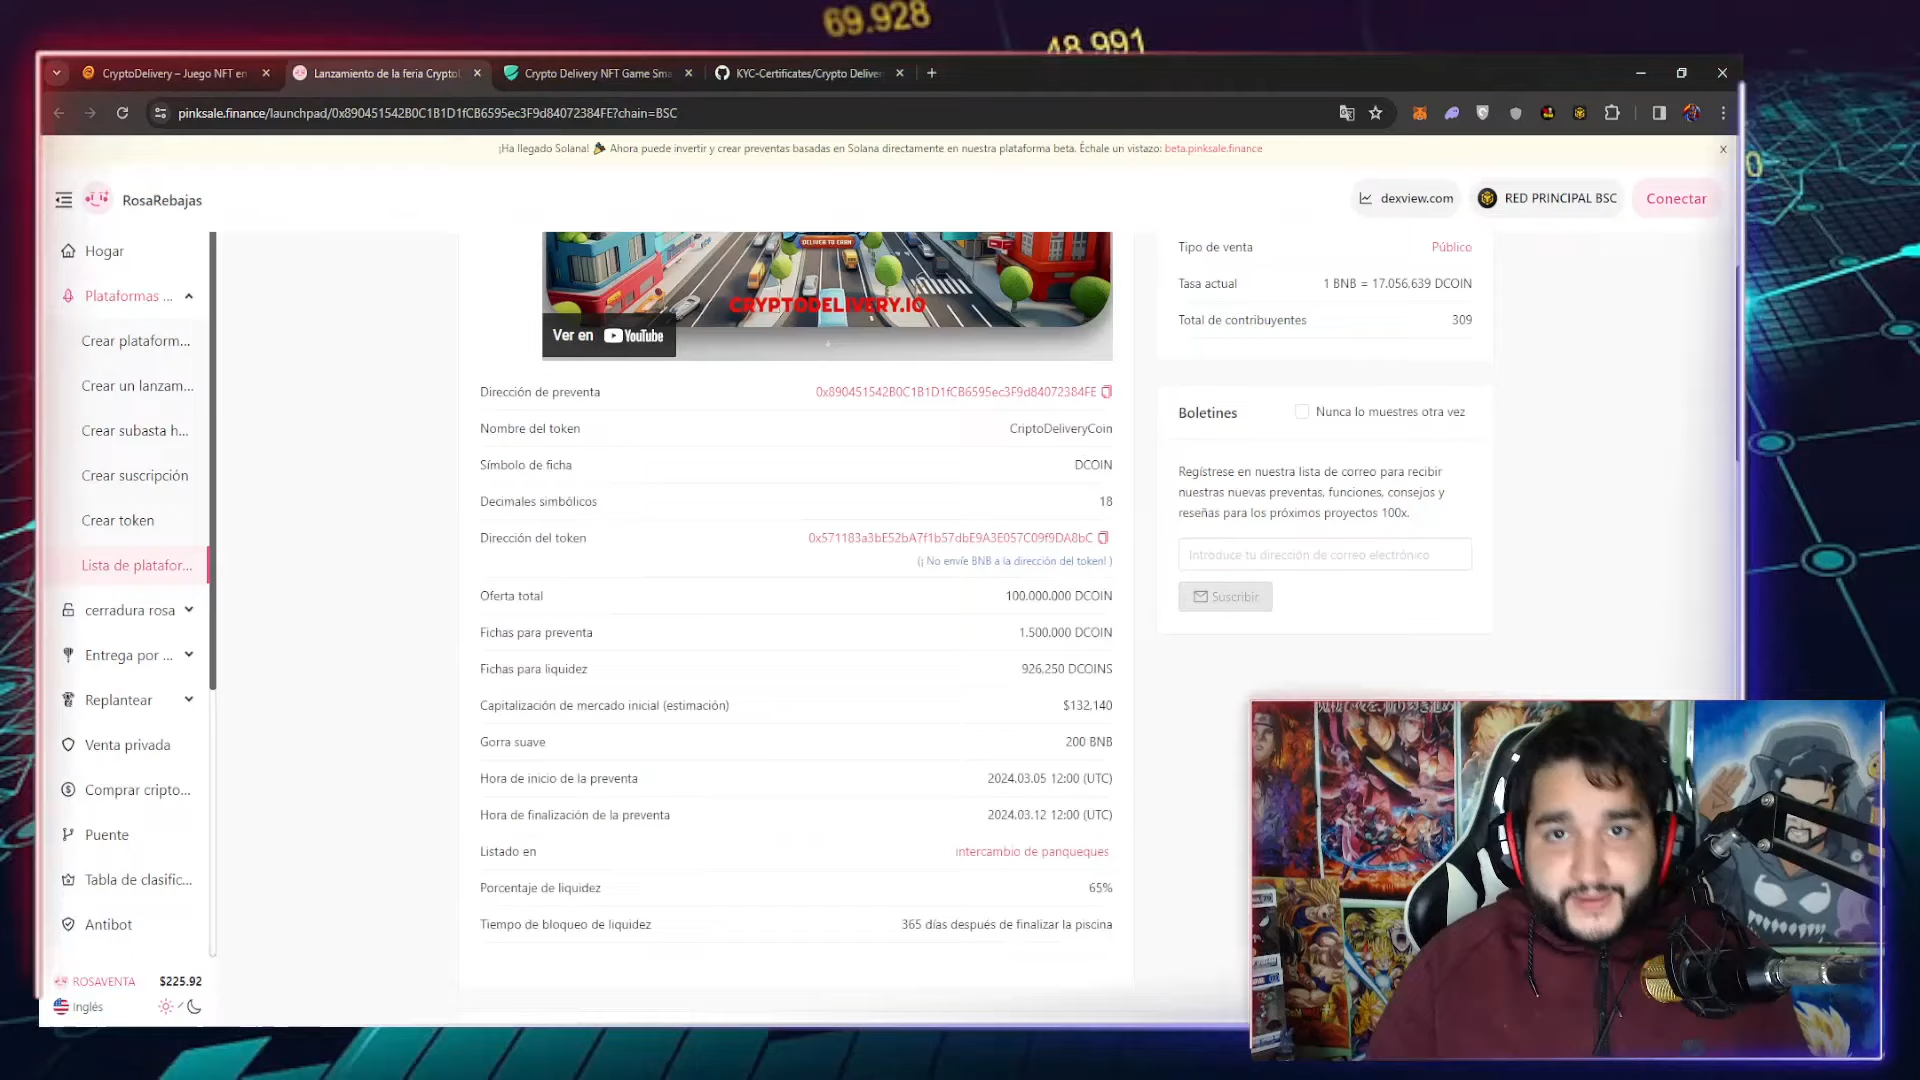 69.928
48.991
CryptoDelivery – Juego NFT en
Lanzamiento de la feria Cryptol
Crypto Delivery NFT Game Sma
KYC-Certificates/Crypto Deliver
pinksale.finance/launchpad/0x890451542B0C1B1D1fCB6595ec3F9d84072384FE?chain=BSC
¡Ha llegado Solana! 🎉 Ahora puede invertir y crear preventas basadas en Solana directamente en nuestra plataforma beta. Échale un vistazo: beta.pinksale.finance
X
RosaRebajas
dexview.com
RED PRINCIPAL BSC
Conectar
Hogar
Plataformas ...
Crear plataform...
Crear un lanzam...
Crear subasta h...
Crear suscripción
Crear token
Lista de platafor...
cerradura rosa
Entrega por ...
Replantear
Venta privada
Comprar cripto...
Puente
Tabla de clasific...
Antibot
ROSAVENTA $225.92
Inglés
DELIVER TO EARN
CRYPTODELIVERY.IO
Ver en YouTube
Dirección de preventa 0x890451542B0C1B1D1fCB6595ec3F9d84072384FE
Nombre del token CriptoDeliveryCoin
Símbolo de ficha DCOIN
Decimales simbólicos 18
Dirección del token 0x571183a3bE52bA7f1b57dbE9A3E057C09f9DA8bC
(¡ No envíe BNB a la dirección del token! )
Oferta total 100.000.000 DCOIN
Fichas para preventa 1.500.000 DCOIN
Fichas para liquidez 926,250 DCOINS
Capitalización de mercado inicial (estimación) $132,140
Gorra suave 200 BNB
Hora de inicio de la preventa 2024.03.05 12:00 (UTC)
Hora de finalización de la preventa 2024.03.12 12:00 (UTC)
Listado en intercambio de panqueques
Porcentaje de liquidez 65%
Tiempo de bloqueo de liquidez 365 días después de finalizar la piscina
Tipo de venta Público
Tasa actual 1 BNB = 17.056,639 DCOIN
Total de contribuyentes 309
Boletines
Nunca lo muestres otra vez
Regístrese en nuestra lista de correo para recibir
nuestras nuevas preventas, funciones, consejos y
reseñas para los próximos proyectos 100x.
Introduce tu dirección de correo electrónico
Suscribir